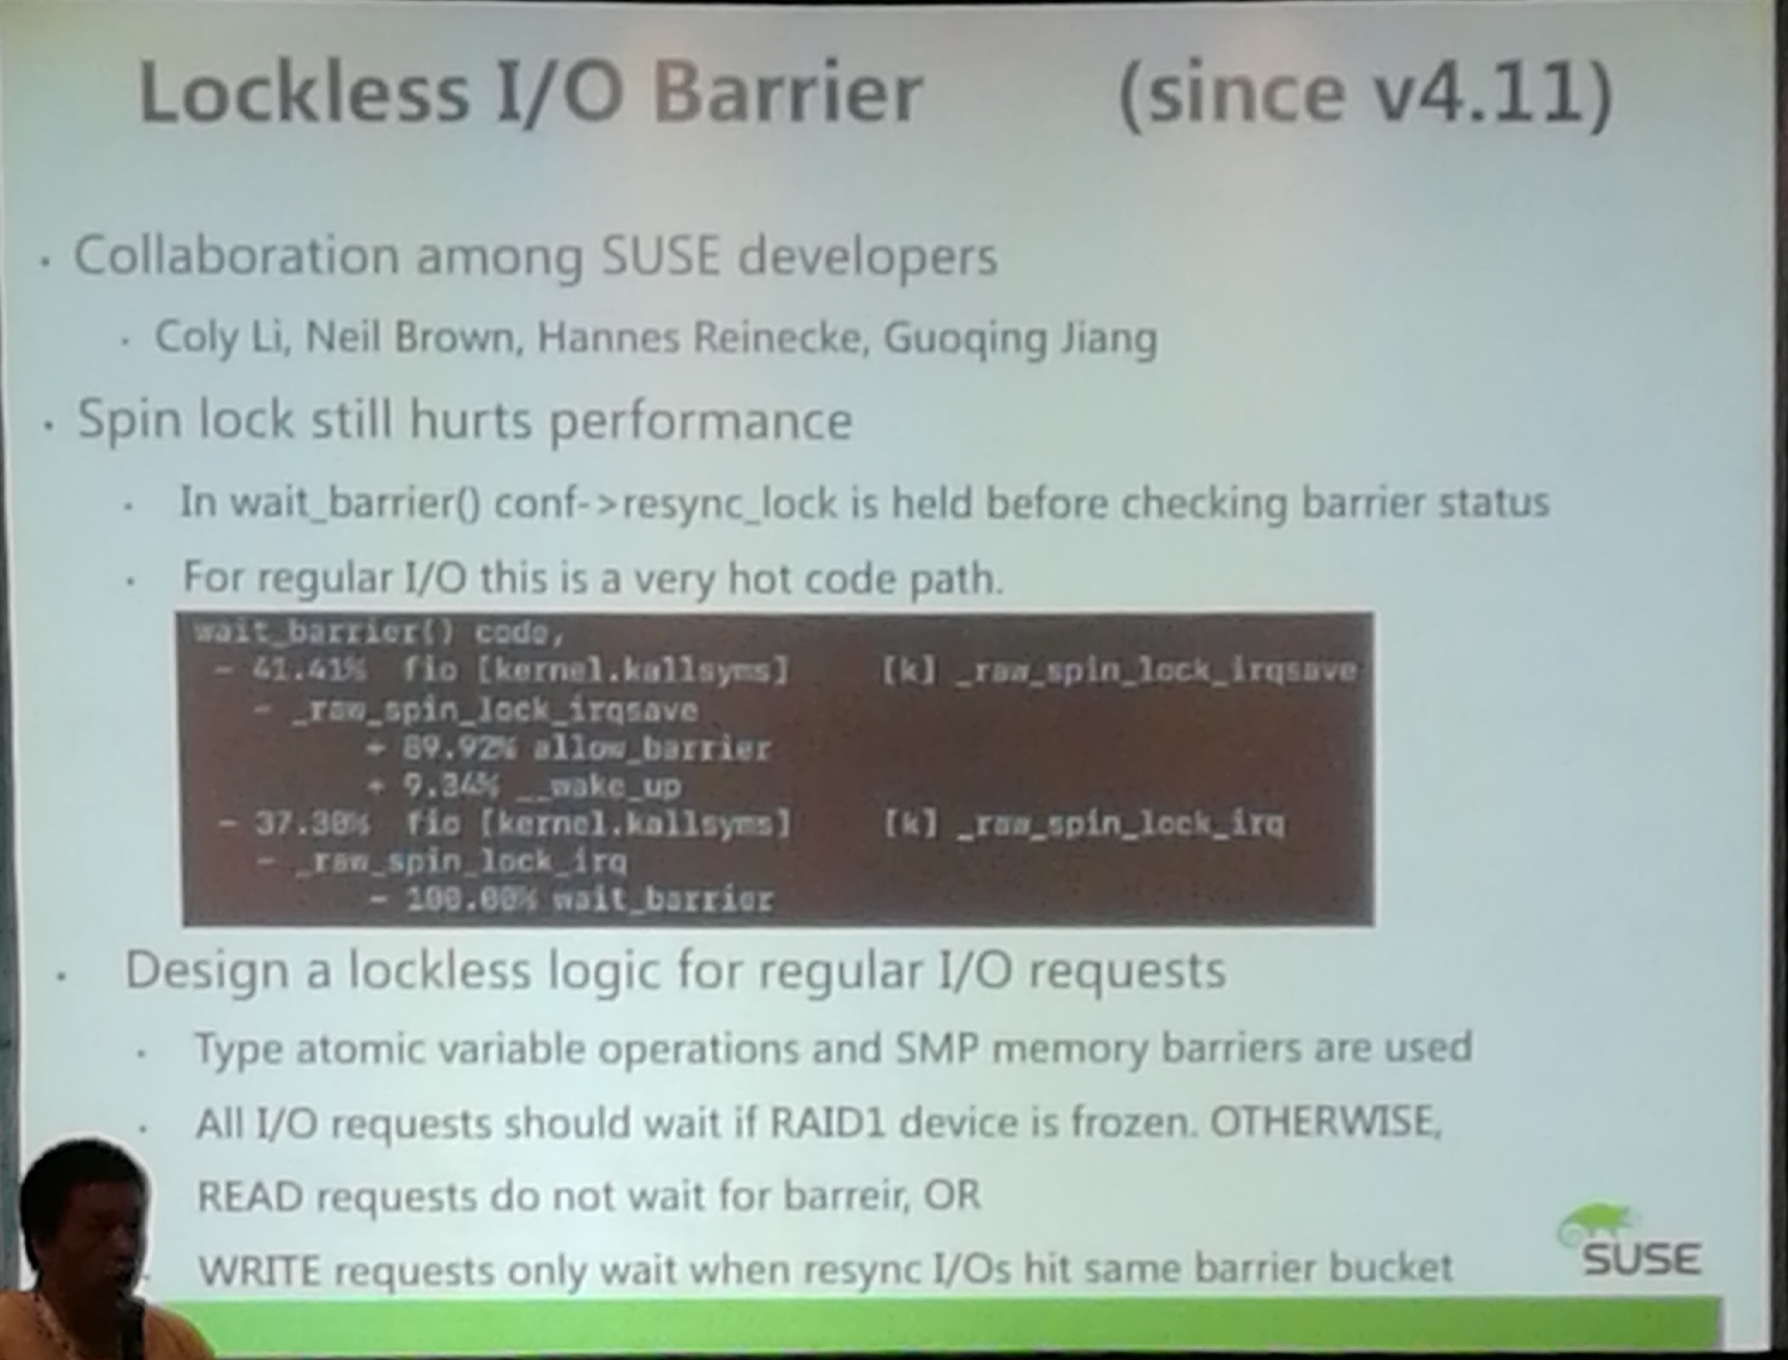 Lockless I/O Barrier (since v4.11)
· Collaboration among SUSE developers
· Coly Li, Neil Brown, Hannes Reinecke, Guoqing Jiang
· Spin lock still hurts performance
· In wait_barrier() conf->resync_lock is held before checking barrier status
· For regular I/O this is a very hot code path.
wait_barrier() code,
- 41.41% fio [kernel.kallsyms] [k] _raw_spin_lock_irqsave
- _raw_spin_lock_irqsave
+ 89.92% allow_barrier
+ 9.34% __wake_up
- 37.30% fio [kernel.kallsyms] [k] _raw_spin_lock_irq
- _raw_spin_lock_irq
- 100.00% wait_barrier
· Design a lockless logic for regular I/O requests
· Type atomic variable operations and SMP memory barriers are used
· All I/O requests should wait if RAID1 device is frozen. OTHERWISE,
READ requests do not wait for barreir, OR
WRITE requests only wait when resync I/Os hit same barrier bucket
SUSE